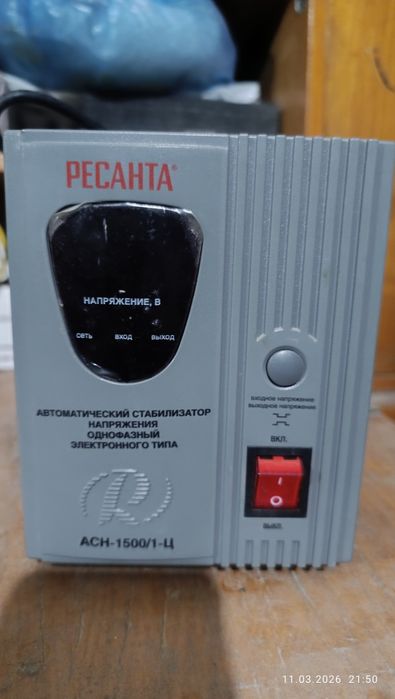 РЕСАНТА®
НАПРЯЖЕНИЕ, В
сеть вход выход
входное напряжение
выходное напряжение
АВТОМАТИЧЕСКИЙ СТАБИЛИЗАТОР
НАПРЯЖЕНИЯ
ОДНОФАЗНЫЙ
ЭЛЕКТРОННОГО ТИПА
ВКЛ.
I
O
ВЫКЛ.
R
АСН-1500/1-Ц
11.03.2026 21:50